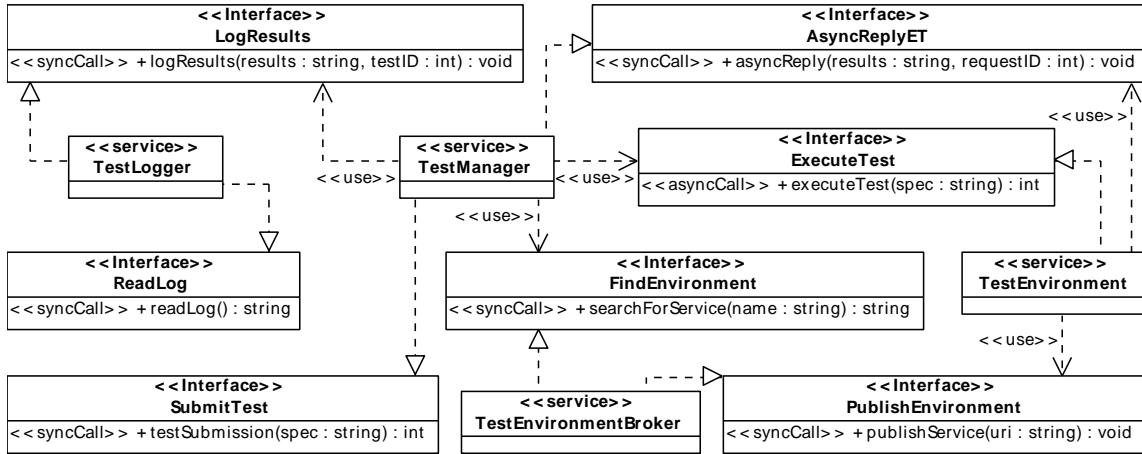 <<Interface>>
LogResults
<<syncCall>> +logResults(results : string, testID : int) : void
<<Interface>>
AsyncReplyET
<<syncCall>> +asyncReply(results : string, requestID : int) : void
<<use>>
<<service>>
TestLogger
<<use>>
<<service>>
TestManager
<<use>>
<<Interface>>
ExecuteTest
<<asyncCall>> +executeTest(spec : string) : int
<<use>>
<<Interface>>
ReadLog
<<syncCall>> +readLog() : string
<<Interface>>
FindEnvironment
<<syncCall>> +searchForService(name : string) : string
<<service>>
TestEnvironment
<<use>>
<<Interface>>
SubmitTest
<<syncCall>> +testSubmission(spec : string) : int
<<service>>
TestEnvironmentBroker
<<Interface>>
PublishEnvironment
<<syncCall>> +publishService(uri : string) : void